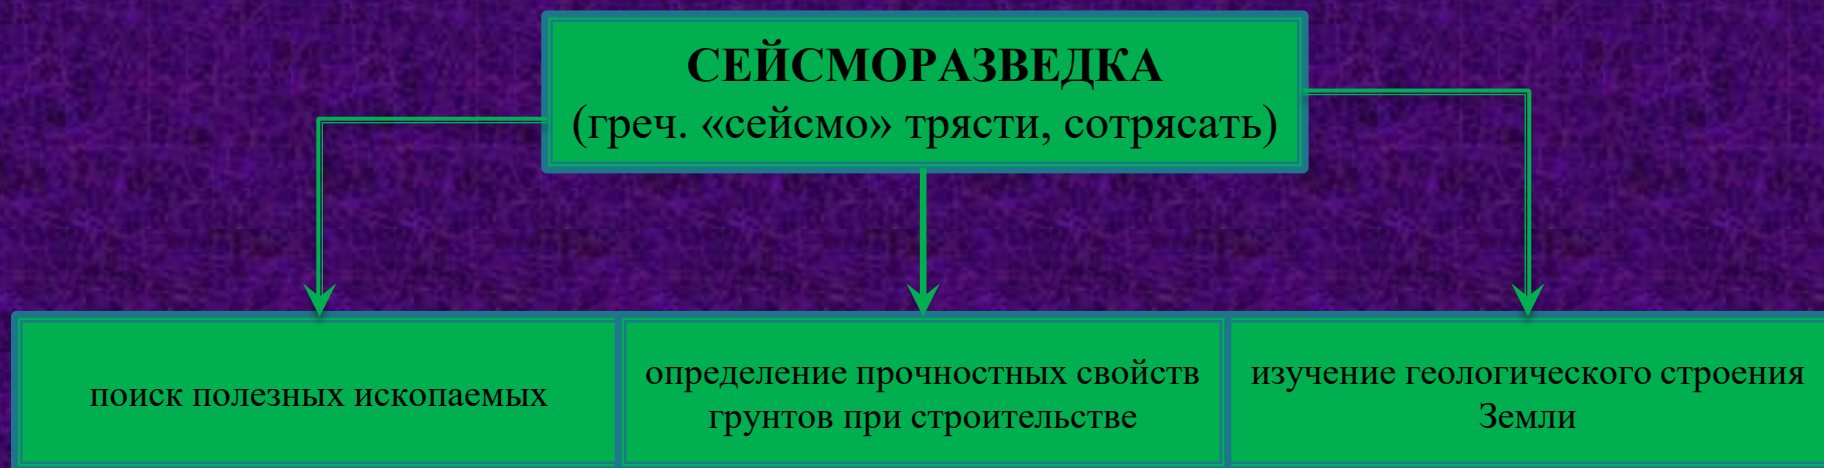 СЕЙСМОРАЗВЕДКА
(греч. «сейсмо» трясти, сотрясать)
поиск полезных ископаемых
определение прочностных свойств
грунтов при строительстве
изучение геологического строения
Земли